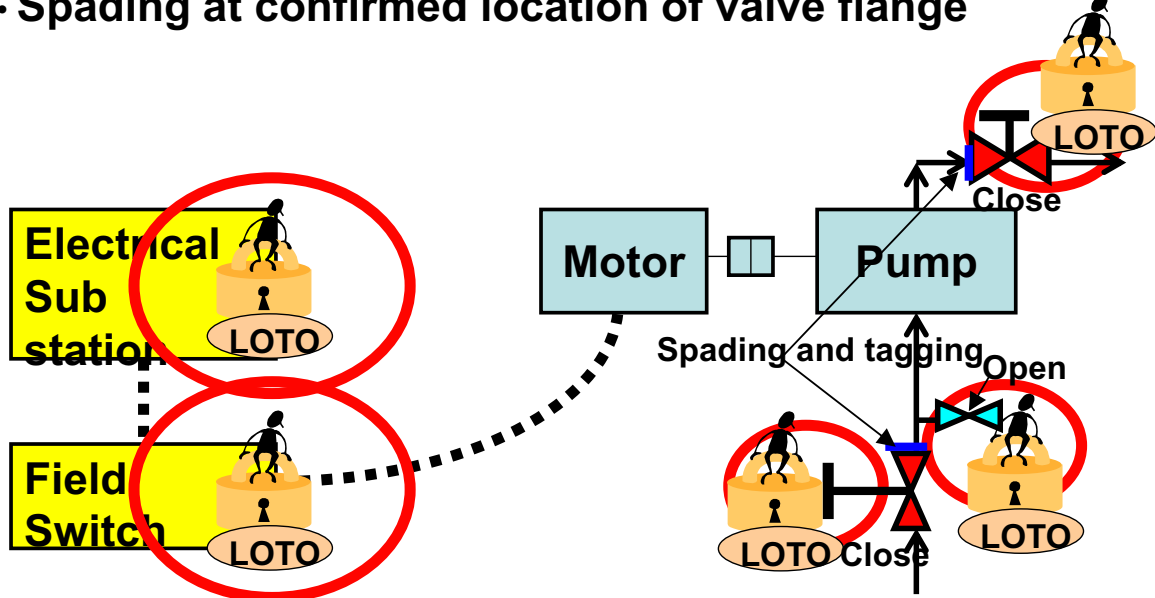 • Spading at confirmed location of valve flange
LOTO
Close
Electrical
Sub
station
LOTO
Motor
Pump
Spading and tagging
Open
Field
Switch
LOTO
LOTO
Close
LOTO